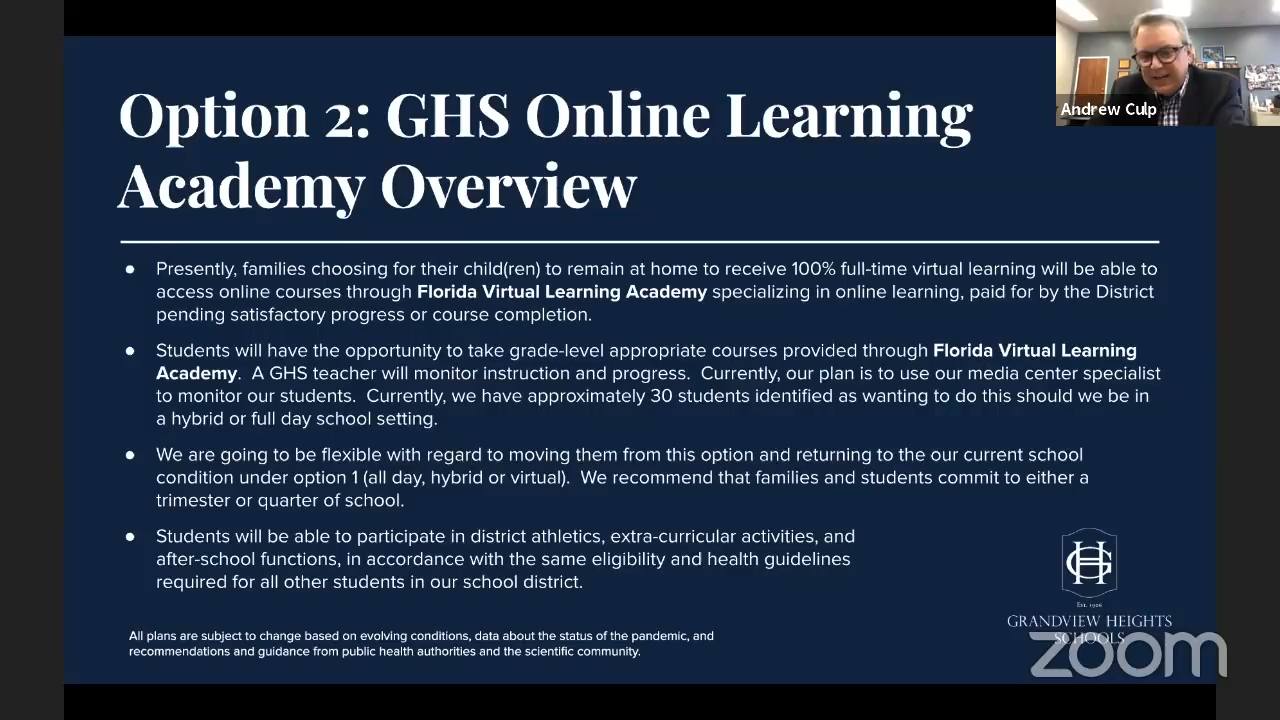 Andrew Culp
Option 2: GHS Online Learning
Academy Overview
● Presently, families choosing for their child(ren) to remain at home to receive 100% full-time virtual learning will be able to
access online courses through Florida Virtual Learning Academy specializing in online learning, paid for by the District
pending satisfactory progress or course completion.
● Students will have the opportunity to take grade-level appropriate courses provided through Florida Virtual Learning
Academy.  A GHS teacher will monitor instruction and progress.  Currently, our plan is to use our media center specialist
to monitor our students.  Currently, we have approximately 30 students identified as wanting to do this should we be in
a hybrid or full day school setting.
● We are going to be flexible with regard to moving them from this option and returning to the our current school
condition under option 1 (all day, hybrid or virtual).  We recommend that families and students commit to either a
trimester or quarter of school.
● Students will be able to participate in district athletics, extra-curricular activities, and
after-school functions, in accordance with the same eligibility and health guidelines
required for all other students in our school district.
All plans are subject to change based on evolving conditions, data about the status of the pandemic, and
recommendations and guidance from public health authorities and the scientific community.
GH
Est. 1906
GRANDVIEW HEIGHTS
SCHOOLS
zoom